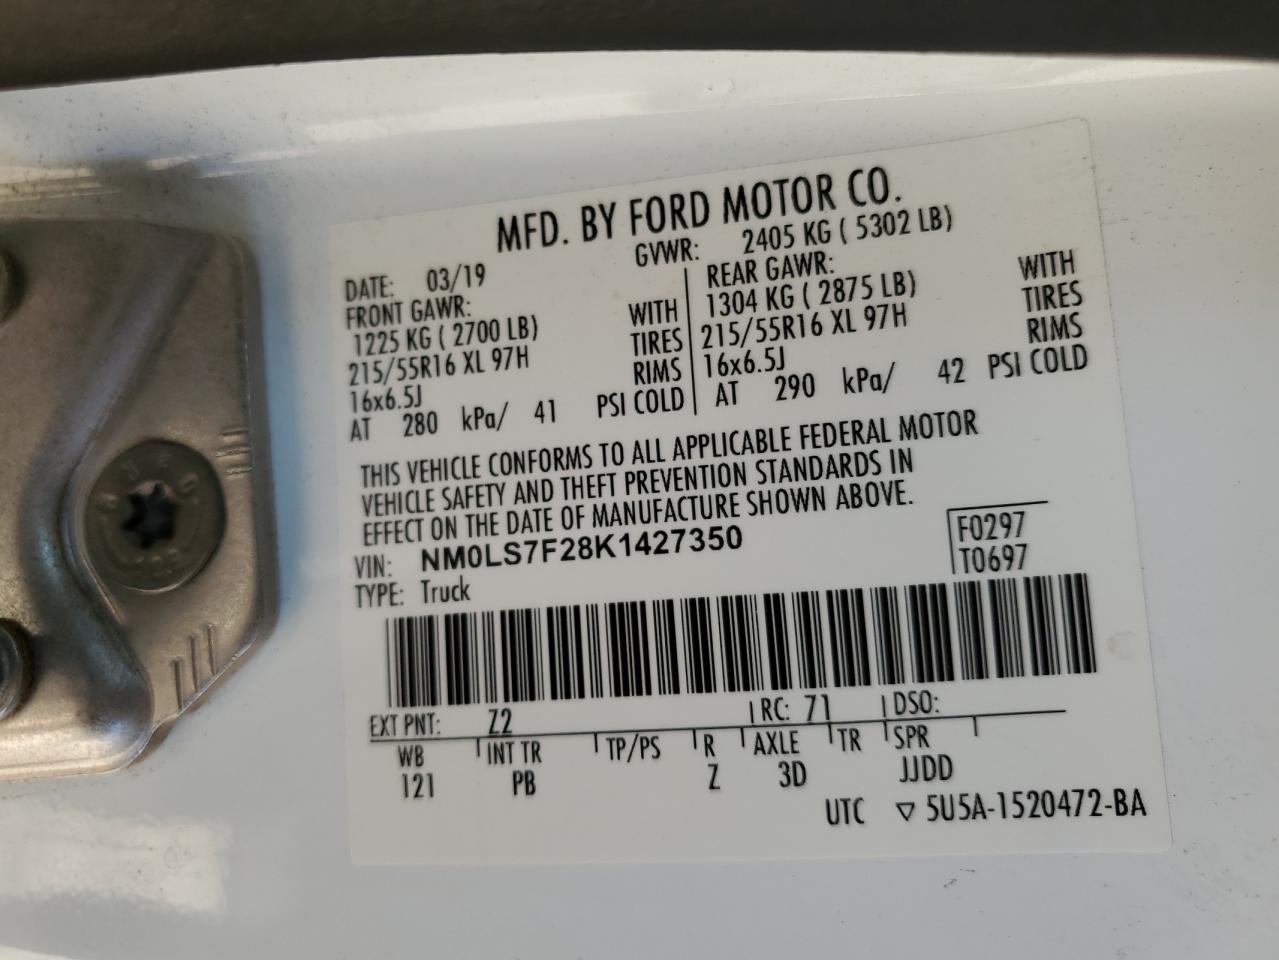 MFD. BY FORD MOTOR CO.
DATE: 03/19 GVWR: 2405 KG ( 5302 LB)
FRONT GAWR: REAR GAWR:
1225 KG ( 2700 LB) WITH 1304 KG ( 2875 LB) WITH
215/55R16 XL 97H TIRES 215/55R16 XL 97H TIRES
16x6.5J RIMS 16x6.5J RIMS
AT 280 kPa/ 41 PSI COLD AT 290 kPa/ 42 PSI COLD
THIS VEHICLE CONFORMS TO ALL APPLICABLE FEDERAL MOTOR
VEHICLE SAFETY AND THEFT PREVENTION STANDARDS IN
EFFECT ON THE DATE OF MANUFACTURE SHOWN ABOVE.
VIN: NM0LS7F28K1427350 F0297
TYPE: Truck T0697
EXT PNT: Z2 RC: 71 DSO:
WB INT TR TP/PS R AXLE TR SPR
121 PB Z 3D JJDD
UTC ▽ 5U5A-1520472-BA